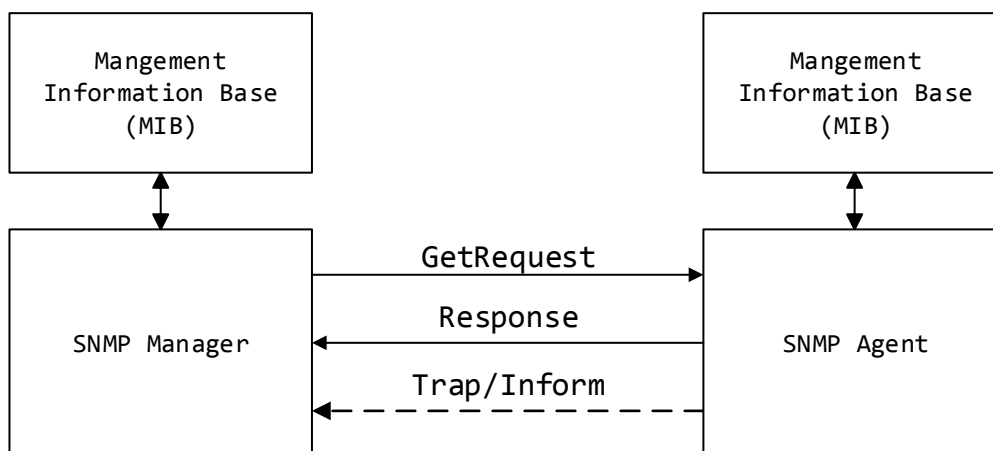 Mangement
Information Base
(MIB)
Mangement
Information Base
(MIB)
GetRequest
Response
Trap/Inform
SNMP Manager
SNMP Agent